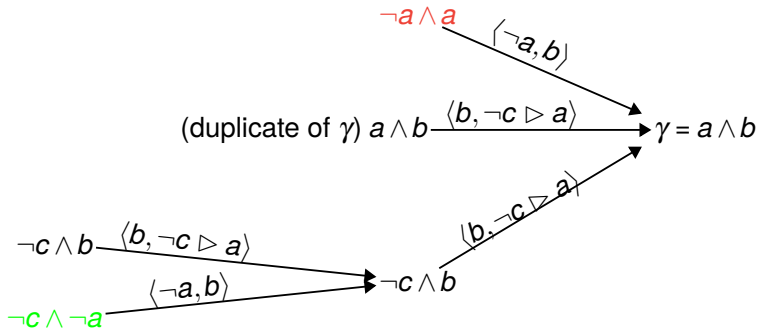 ¬a ∧ a
⟨¬a, b⟩
(duplicate of γ) a ∧ b
⟨b, ¬c ▷ a⟩
γ = a ∧ b
⟨b, ¬c ▷ a⟩
¬c ∧ b
⟨b, ¬c ▷ a⟩
¬c ∧ b
⟨¬a, b⟩
¬c ∧ ¬a